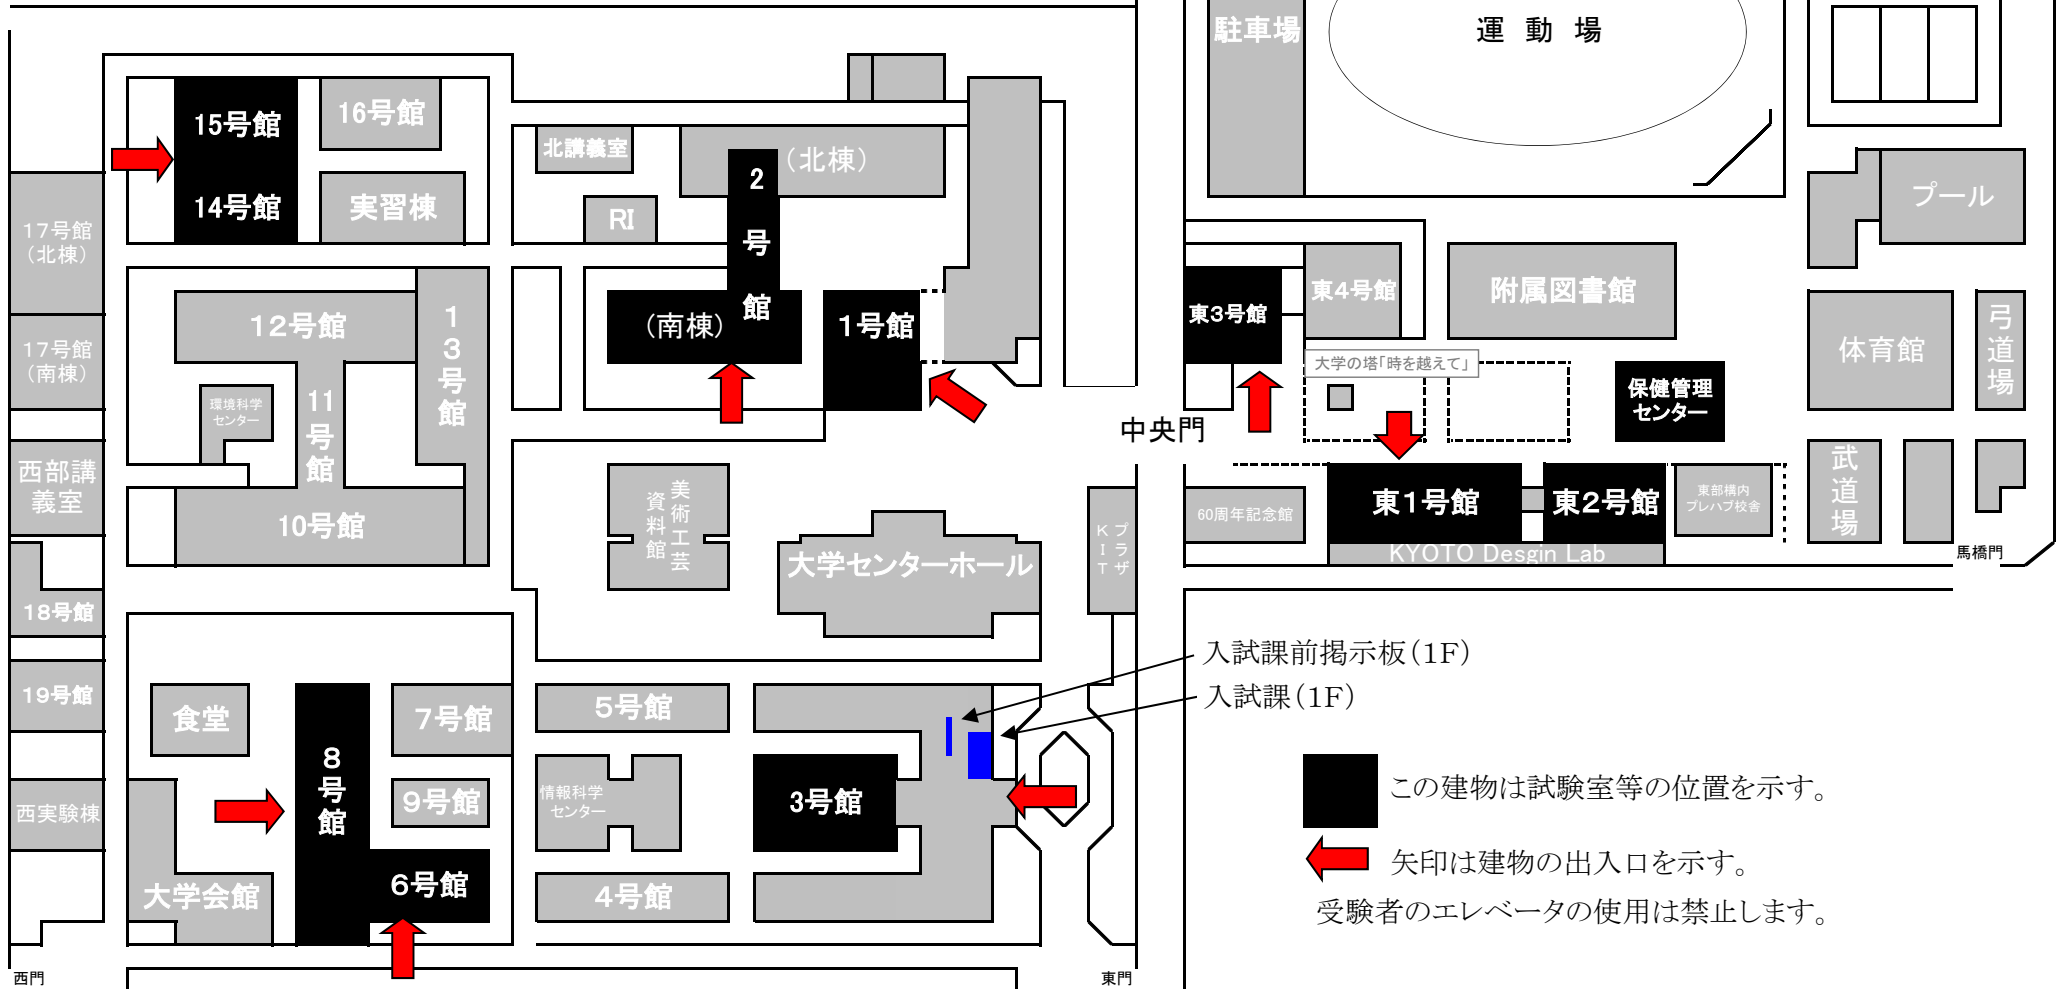 駐車場
運 動 場
15号館
16号館
14号館
実習棟
北講義室
2号館
(北棟)
RI
(南棟)
1号館
17号館
(北棟)
17号館
(南棟)
12号館
13号館
環境科学
センター
11号館
10号館
西部講
義室
18号館
19号館
西実験棟
美術工芸
資料館
大学センターホール
プラザ
KIT
中央門
東3号館
東4号館
附属図書館
大学の塔「時を越えて」
保健管理
センター
プール
体育館
弓道場
武道場
60周年記念館
東1号館
東2号館
東部構内
プレハブ校舎
KYOTO Desgin Lab
馬橋門
食堂
8号館
7号館
9号館
6号館
大学会館
5号館
情報科学
センター
3号館
4号館
入試課前掲示板(1F)
入試課(1F)
この建物は試験室等の位置を示す。
矢印は建物の出入口を示す。
受験者のエレベータの使用は禁止します。
西門
東門